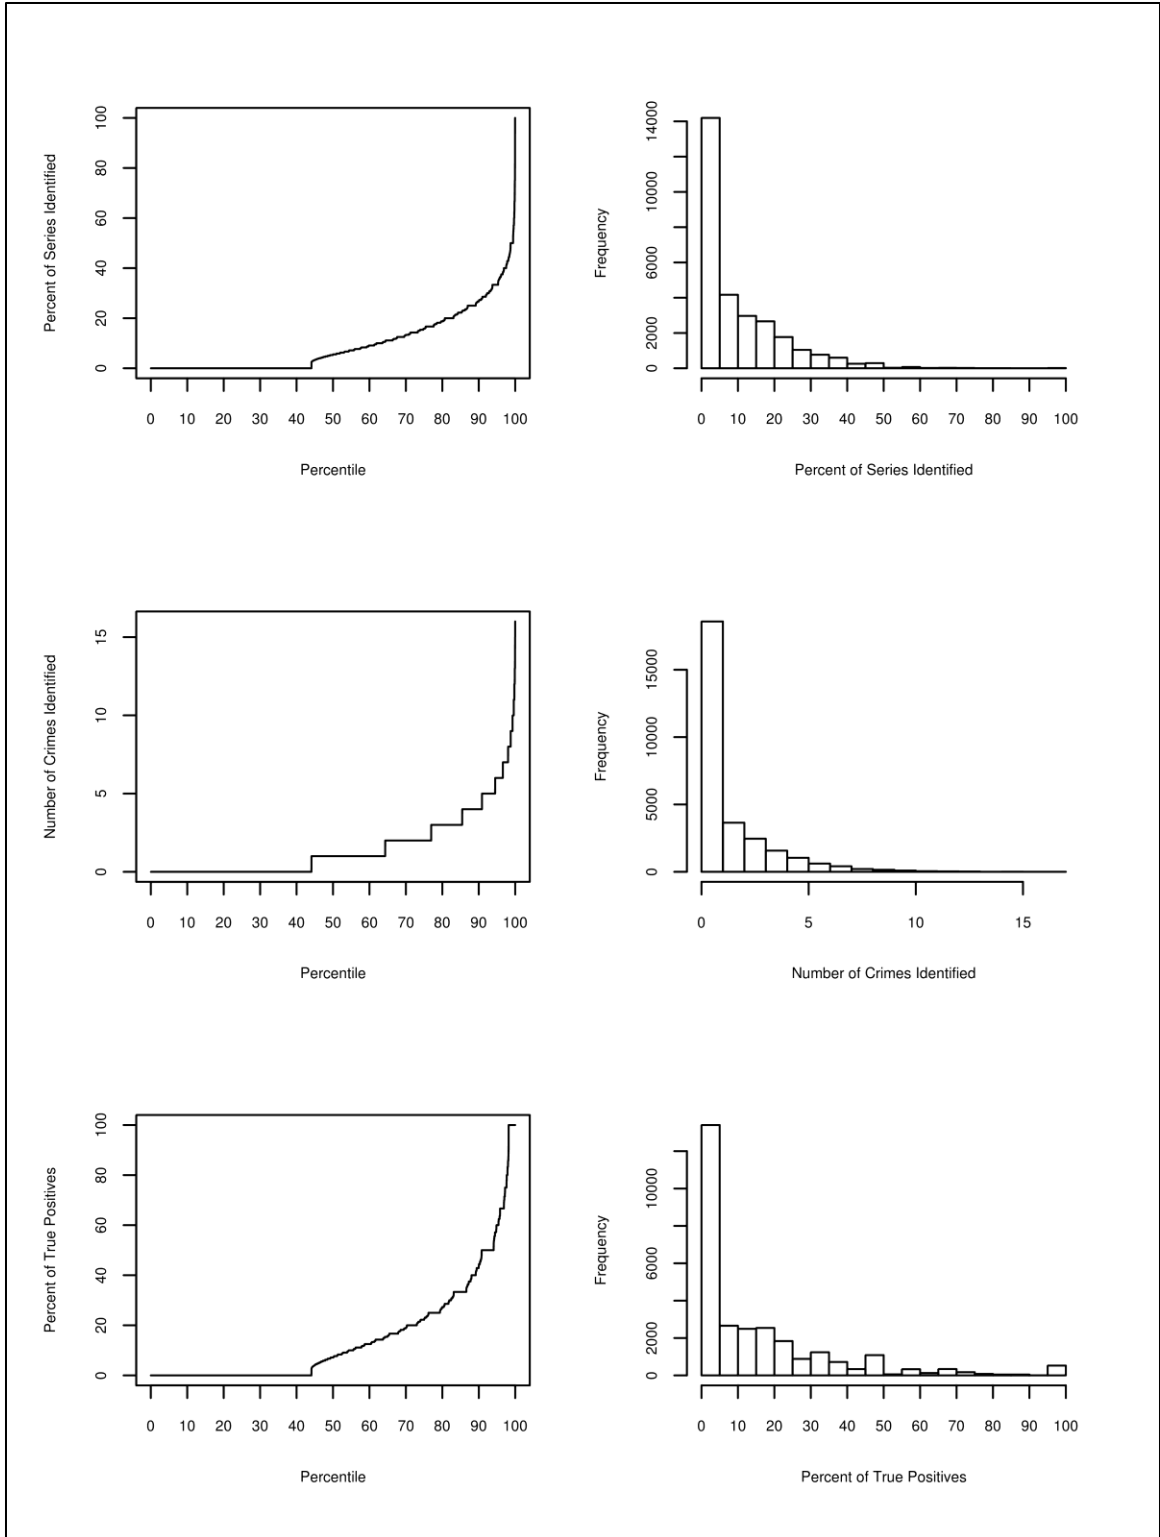 100
80
60
40
20
0
Percent of Series Identified
0 10 20 30 40 50 60 70 80 90 100
Percentile
14000
10000
6000
2000
0
Frequency
0 10 20 30 40 50 60 70 80 90 100
Percent of Series Identified
15
10
5
0
Number of Crimes Identified
0 10 20 30 40 50 60 70 80 90 100
Percentile
15000
10000
5000
0
Frequency
0 5 10 15
Number of Crimes Identified
100
80
60
40
20
0
Percent of True Positives
0 10 20 30 40 50 60 70 80 90 100
Percentile
10000
6000
2000
0
Frequency
0 10 20 30 40 50 60 70 80 90 100
Percent of True Positives